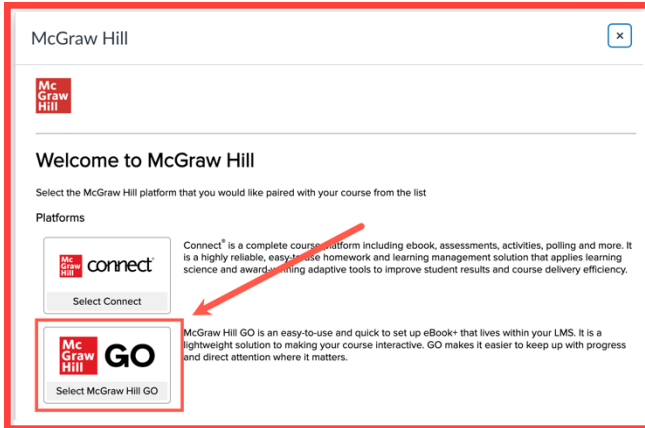 McGraw Hill
×
Mc
Graw
Hill
Welcome to McGraw Hill
Select the McGraw Hill platform that you would like paired with your course from the list
Platforms
Mc
Graw
Hill
connect
Select Connect
Connect® is a complete course platform including ebook, assessments, activities, polling and more. It
is a highly reliable, easy-to-use homework and learning management solution that applies learning
science and award-winning adaptive tools to improve student results and course delivery efficiency.
Mc
Graw
Hill
GO
Select McGraw Hill GO
McGraw Hill GO is an easy-to-use and quick to set up eBook+ that lives within your LMS. It is a
lightweight solution to making your course interactive. GO makes it easier to keep up with progress
and direct attention where it matters.